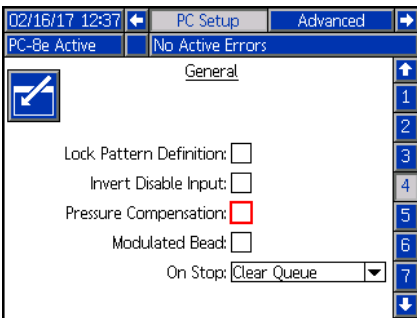 02/16/17 12:37 PC Setup Advanced
PC-8e Active No Active Errors
General
1
2
Lock Pattern Definition: 3
Invert Disable Input: 4
Pressure Compensation: 5
Modulated Bead: 6
On Stop: Clear Queue 7